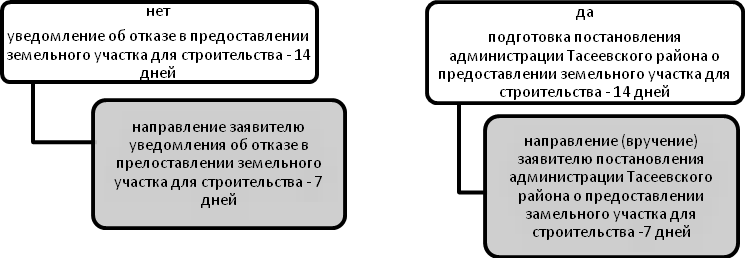 нет
уведомление об отказе в предоставлении
земельного участка для строительства - 14
дней
направление заявителю
уведомления об отказе в
прелоставлении земельного
участка для строительства - 7
дней
да
подготовка постановления
администрации Тасеевского района о
предоставлении земельного участка для
строительства - 14 дней
направление (вручение)
заявителю постановления
администрации Тасеевского
района о предоставлении
замельного участка для
строительства -7 дней